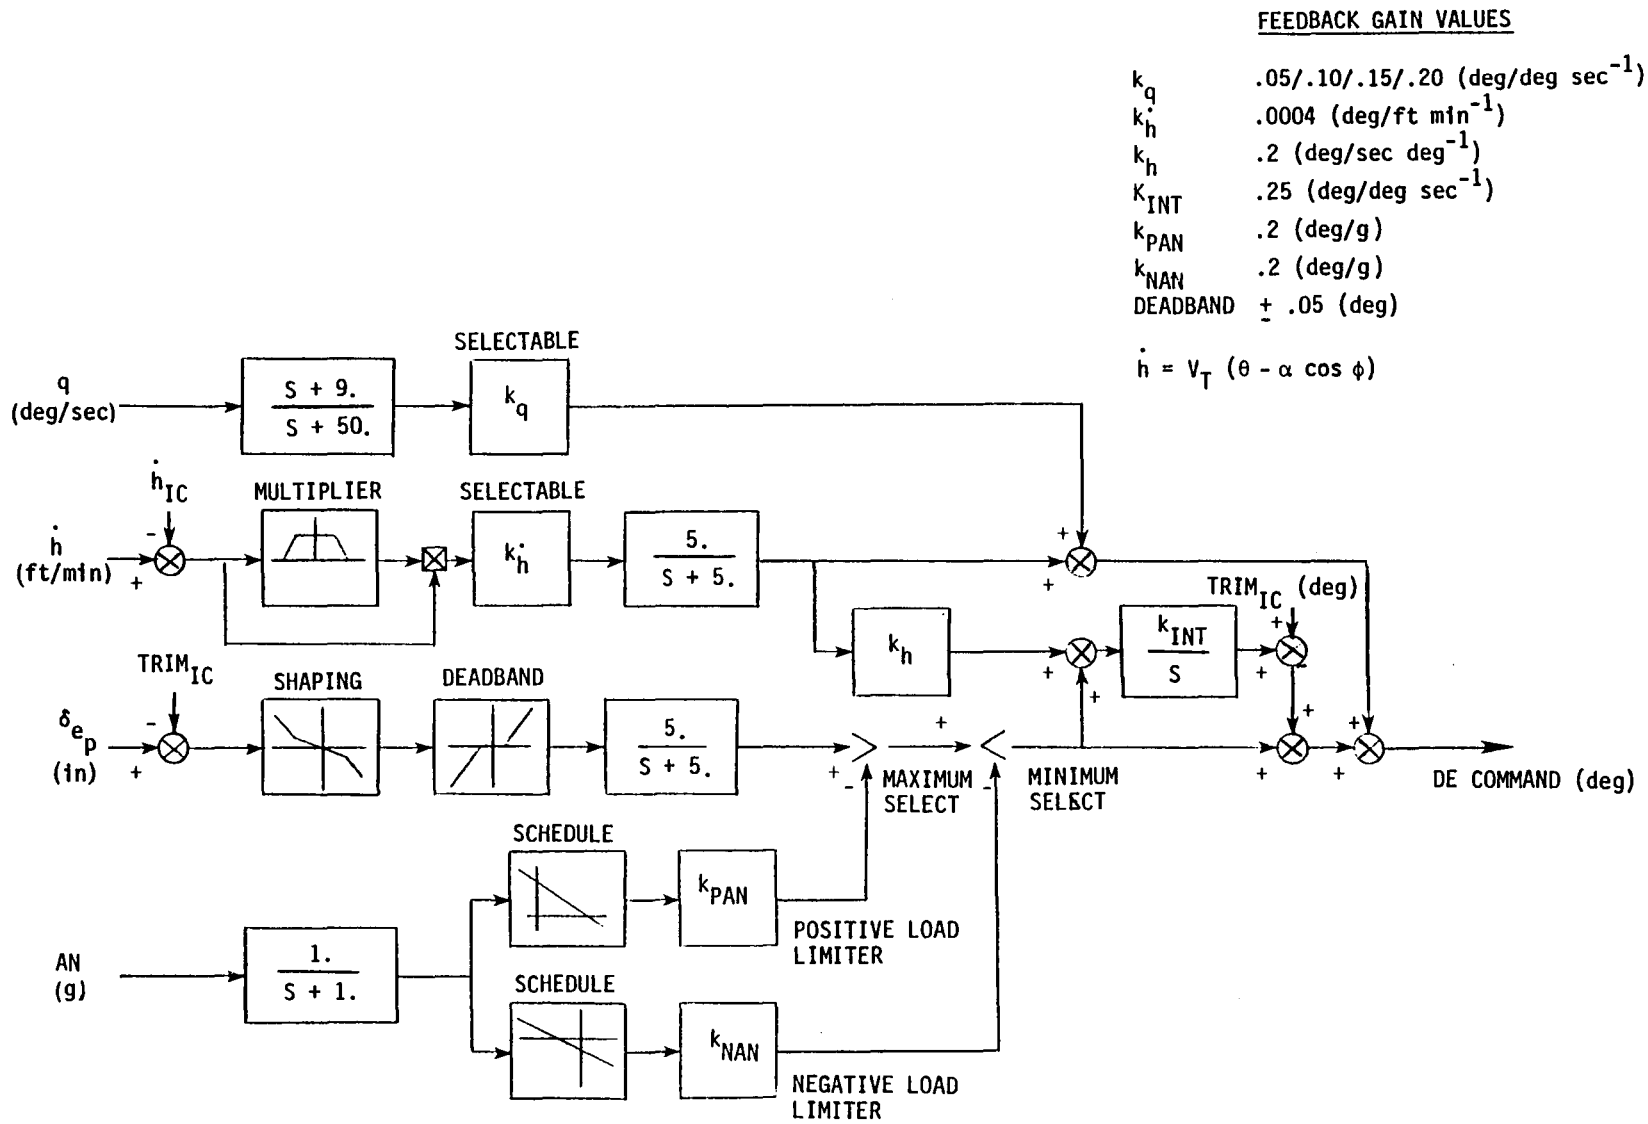 FEEDBACK GAIN VALUES
k_q .05/.10/.15/.20 (deg/deg sec⁻¹)
k_ḣ .0004 (deg/ft min⁻¹)
k_h .2 (deg/sec deg⁻¹)
K_INT .25 (deg/deg sec⁻¹)
k_PAN .2 (deg/g)
k_NAN .2 (deg/g)
DEADBAND ± .05 (deg)
ḣ = V_T (θ - α cos φ)
q
(deg/sec)
S + 9.
S + 50.
SELECTABLE
k_q
ḣ_IC
-
ḣ
(ft/min)
+
MULTIPLIER
SELECTABLE
k_ḣ
5.
S + 5.
+
+
k_h
+
+
k_INT
S
TRIM_IC (deg)
+
+
-
TRIM_IC
-
δ_e_p
(in)
+
SHAPING
DEADBAND
5.
S + 5.
+
-
>
MAXIMUM
SELECT
+
<
-
MINIMUM
SELECT
+
+
+
+
DE COMMAND (deg)
AN
(g)
1.
S + 1.
SCHEDULE
k_PAN
POSITIVE LOAD
LIMITER
SCHEDULE
k_NAN
NEGATIVE LOAD
LIMITER